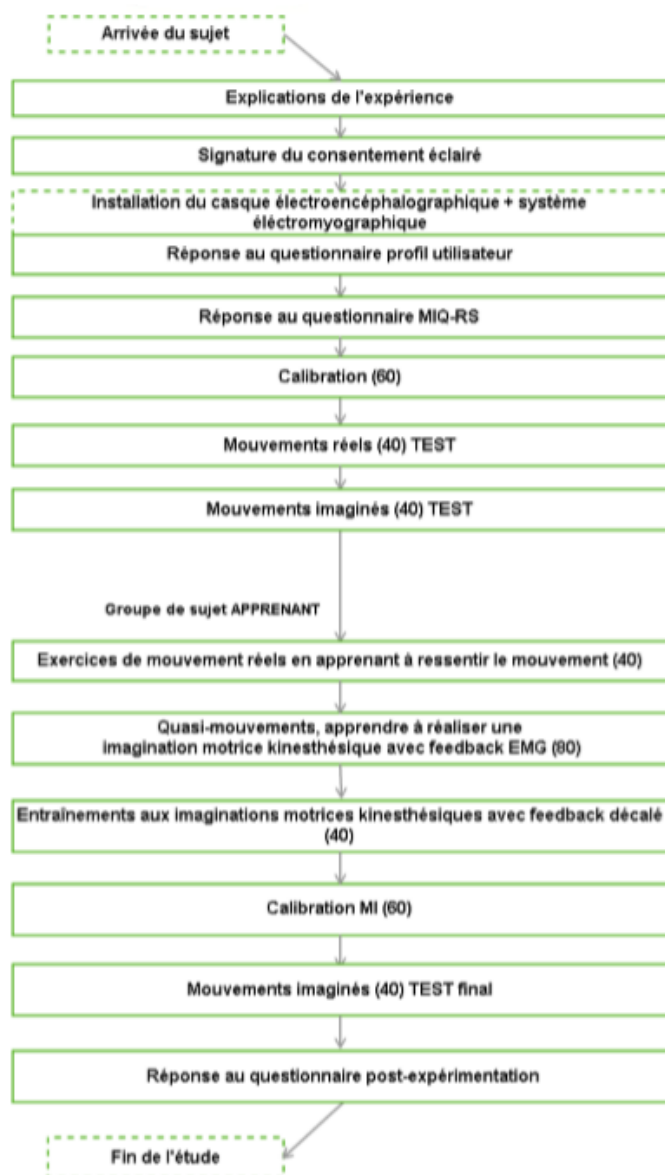 Arrivée du sujet
Explications de l'expérience
Signature du consentement éclairé
Installation du casque électroencéphalographique + système
éléctromyographique
Réponse au questionnaire profil utilisateur
Réponse au questionnaire MIQ-RS
Calibration (60)
Mouvements réels (40) TEST
Mouvements imaginés (40) TEST
Groupe de sujet APPRENANT
Exercices de mouvement réels en apprenant à ressentir le mouvement (40)
Quasi-mouvements, apprendre à réaliser une
imagination motrice kinesthésique avec feedback EMG (80)
Entraînements aux imaginations motrices kinesthésiques avec feedback décalé
(40)
Calibration MI (60)
Mouvements imaginés (40) TEST final
Réponse au questionnaire post-expérimentation
Fin de l'étude